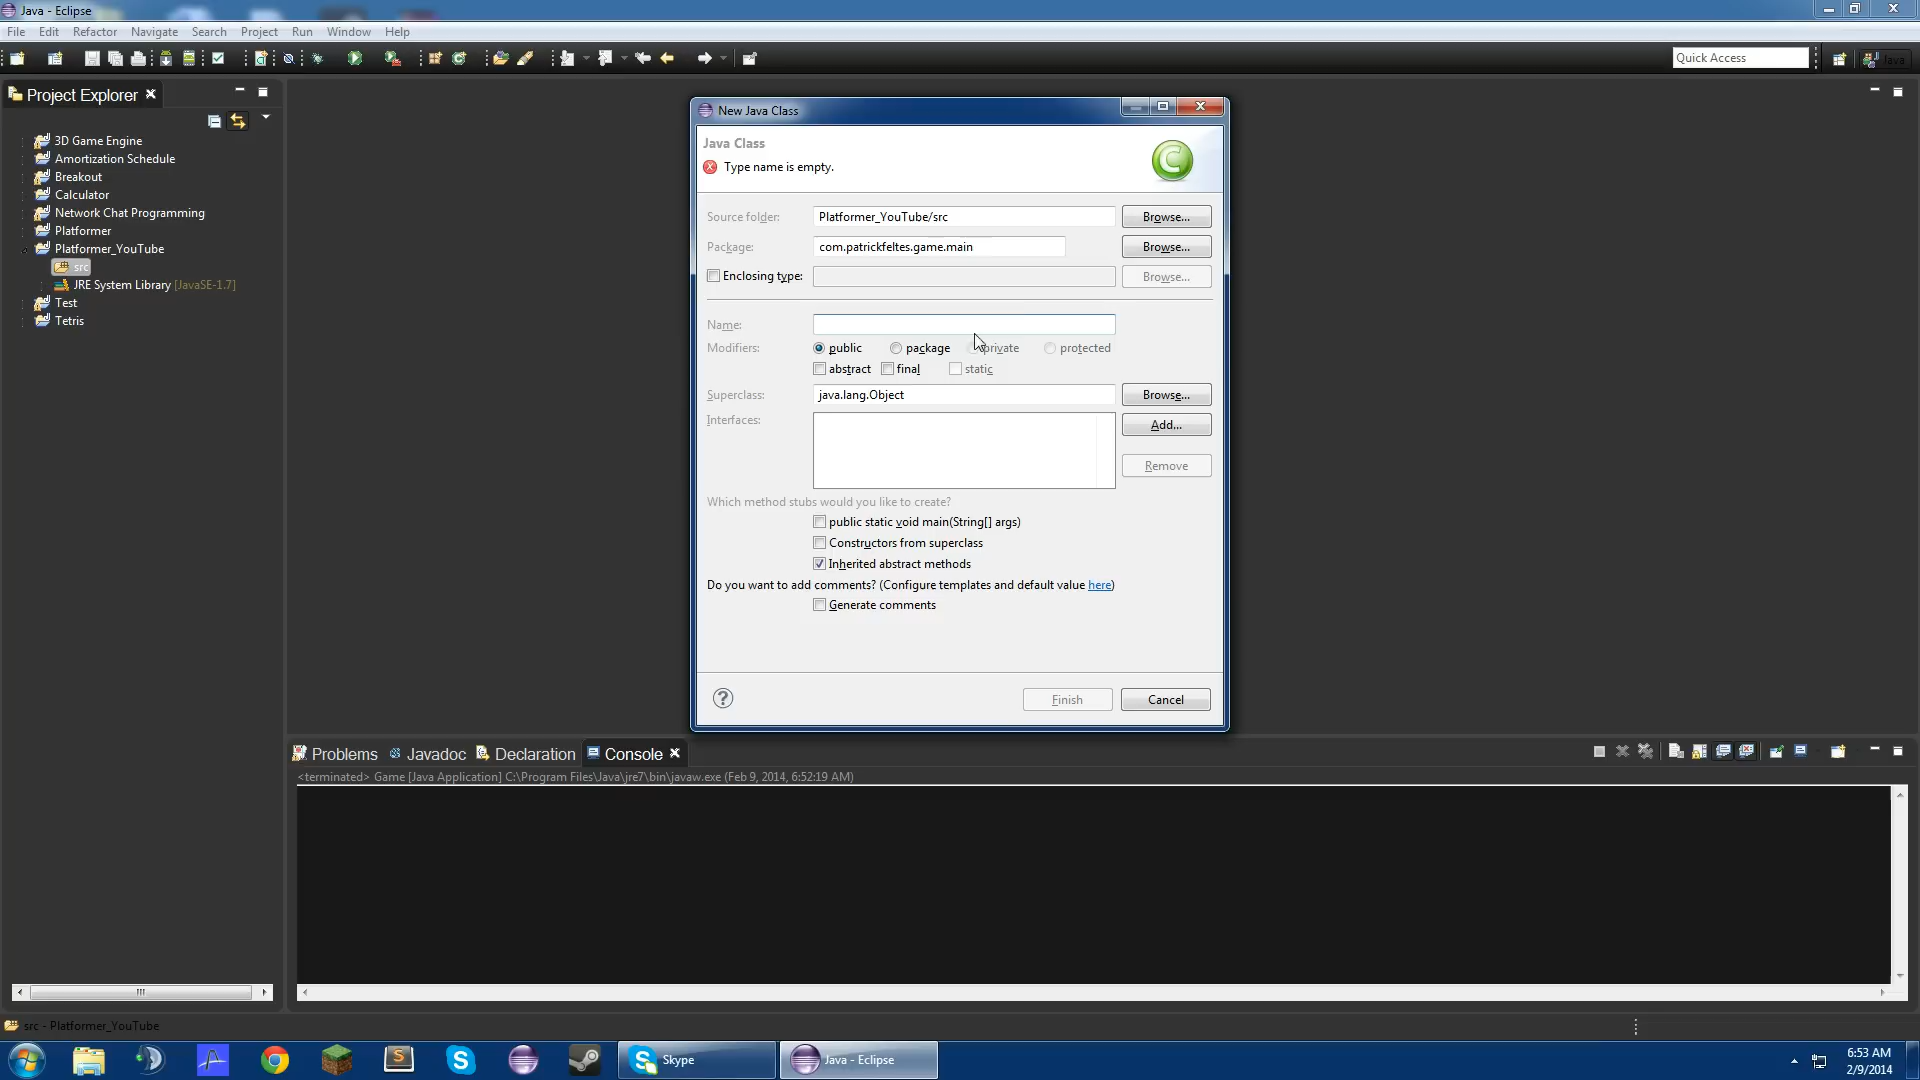 Java - Eclipse
File Edit Refactor Navigate Search Project Run Window Help
Quick Access
Java
Project Explorer
3D Game Engine
Amortization Schedule
Breakout
Calculator
Network Chat Programming
Platformer
Platformer_YouTube
src
JRE System Library [JavaSE-1.7]
Test
Tetris
New Java Class
Java Class
Type name is empty.
Source folder: Platformer_YouTube/src Browse...
Package: com.patrickfeltes.game.main Browse...
Enclosing type: Browse...
Name:
Modifiers: public package private protected
abstract final static
Superclass: java.lang.Object Browse...
Interfaces: Add...
Remove
Which method stubs would you like to create?
public static void main(String[] args)
Constructors from superclass
Inherited abstract methods
Do you want to add comments? (Configure templates and default value here)
Generate comments
Finish Cancel
Problems Javadoc Declaration Console
<terminated> Game [Java Application] C:\Program Files\Java\jre7\bin\javaw.exe (Feb 9, 2014, 6:52:19 AM)
src - Platformer_YouTube
Skype
Java - Eclipse
6:53 AM
2/9/2014